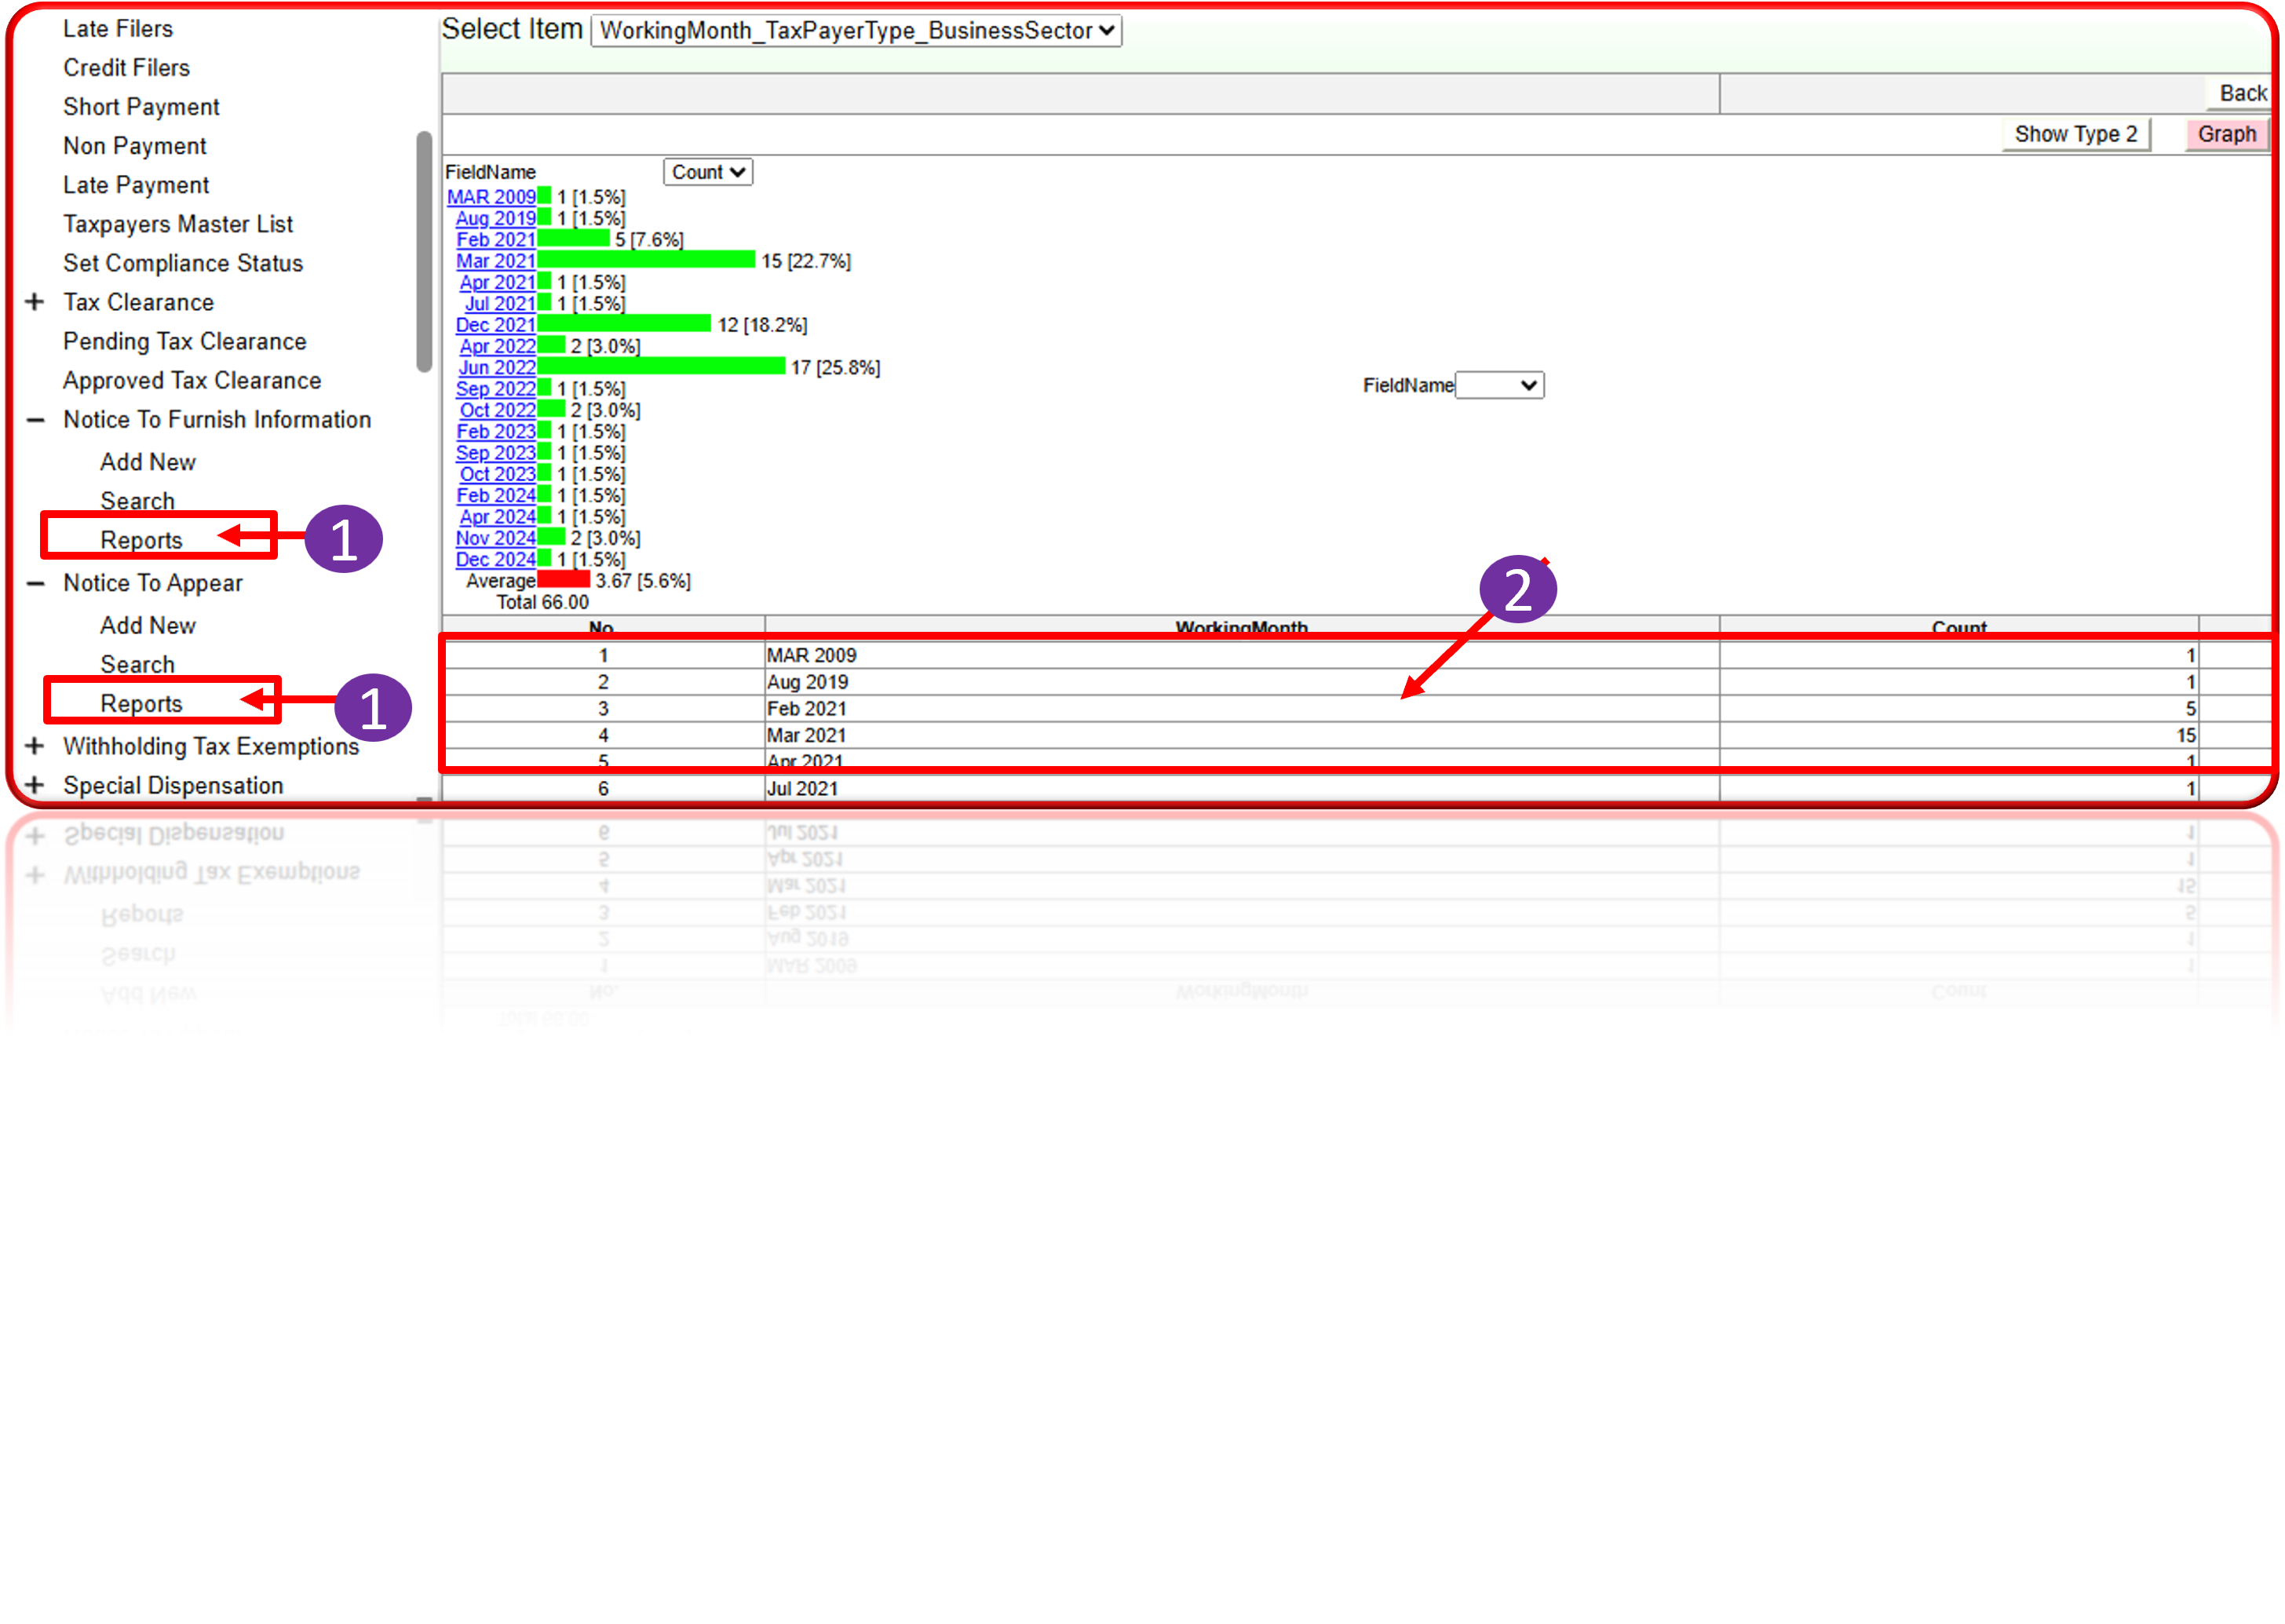 Late Filers
Credit Filers
Short Payment
Non Payment
Late Payment
Taxpayers Master List
Set Compliance Status
+ Tax Clearance
Pending Tax Clearance
Approved Tax Clearance
− Notice To Furnish Information
Add New
Search
Reports
1
− Notice To Appear
Add New
Search
Reports
1
+ Withholding Tax Exemptions
+ Special Dispensation
Select Item WorkingMonth_TaxPayerType_BusinessSector
Back
Show Type 2 Graph
FieldName Count
MAR 2009 1 [1.5%]
Aug 2019 1 [1.5%]
Feb 2021 5 [7.6%]
Mar 2021 15 [22.7%]
Apr 2021 1 [1.5%]
Jul 2021 1 [1.5%]
Dec 2021 12 [18.2%]
Apr 2022 2 [3.0%]
Jun 2022 17 [25.8%]
Sep 2022 1 [1.5%]
Oct 2022 2 [3.0%]
Feb 2023 1 [1.5%]
Sep 2023 1 [1.5%]
Oct 2023 1 [1.5%]
Feb 2024 1 [1.5%]
Apr 2024 1 [1.5%]
Nov 2024 2 [3.0%]
Dec 2024 1 [1.5%]
Average 3.67 [5.6%]
Total 66.00
FieldName
2
No. WorkingMonth Count
1 MAR 2009 1
2 Aug 2019 1
3 Feb 2021 5
4 Mar 2021 15
5 Apr 2021 1
6 Jul 2021 1